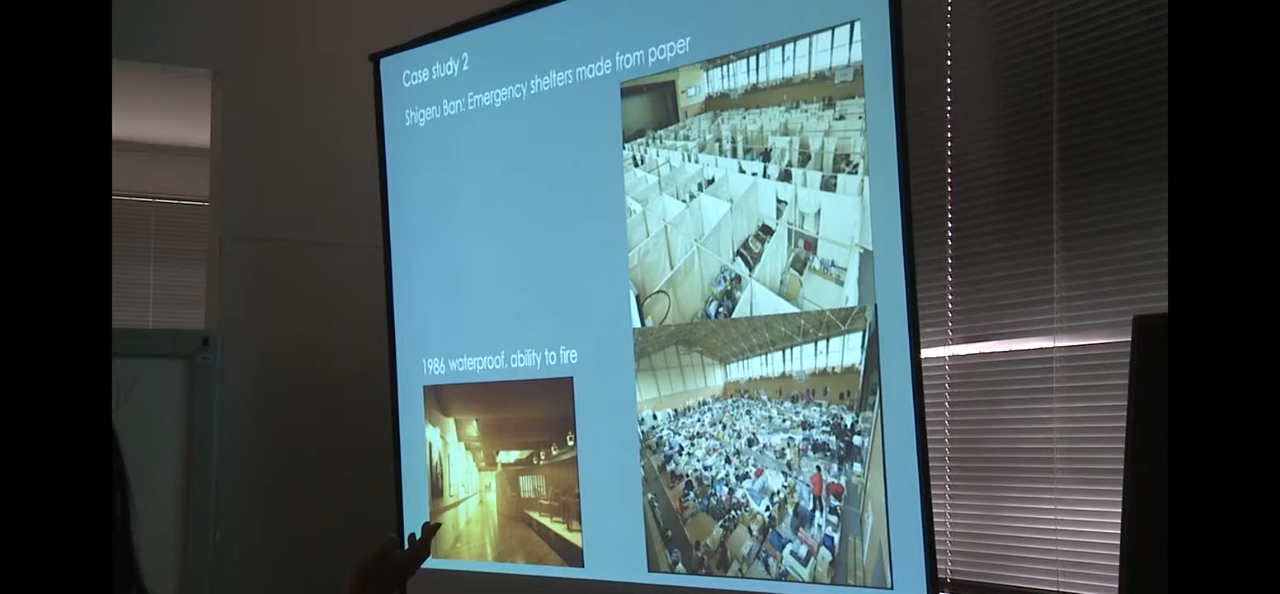 Case study 2
Shigeru Ban: Emergency shelters made from paper
1986 waterproof, ability to fire